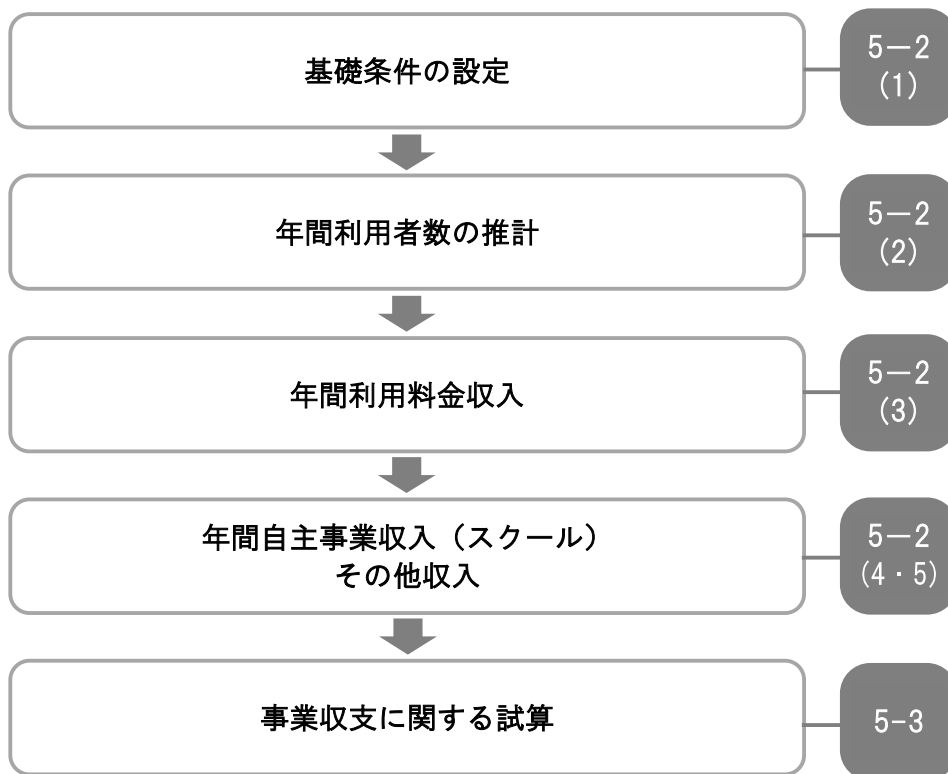 基礎条件の設定
5−2
(1)
年間利用者数の推計
5−2
(2)
年間利用料金収入
5−2
(3)
年間自主事業収入（スクール）
その他収入
5−2
(4・5)
事業収支に関する試算
5-3